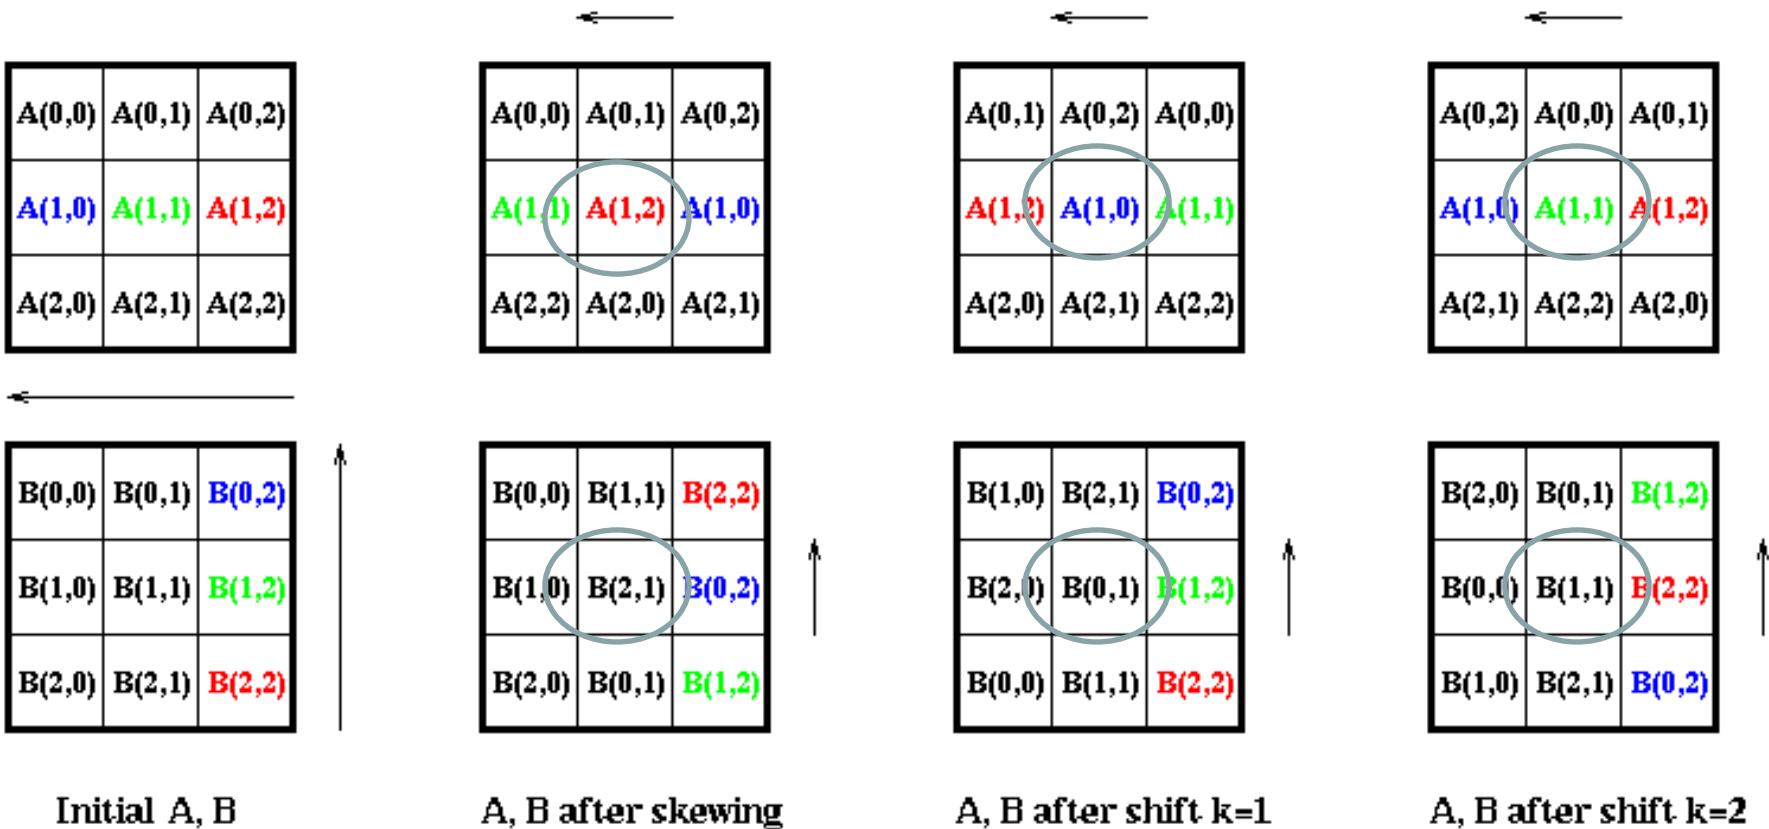 A(0,0) A(0,1) A(0,2) A(0,0) A(0,1) A(0,2) A(0,1) A(0,2) A(0,0) A(0,2) A(0,0) A(0,1)
A(1,0) A(1,1) A(1,2) A(1,1) A(1,2) A(1,0) A(1,2) A(1,0) A(1,1) A(1,0) A(1,1) A(1,2)
A(2,0) A(2,1) A(2,2) A(2,2) A(2,0) A(2,1) A(2,0) A(2,1) A(2,2) A(2,1) A(2,2) A(2,0)
B(0,0) B(0,1) B(0,2) B(0,0) B(1,1) B(2,2) B(1,0) B(2,1) B(0,2) B(2,0) B(0,1) B(1,2)
B(1,0) B(1,1) B(1,2) B(1,0) B(2,1) B(0,2) B(2,0) B(0,1) B(1,2) B(0,0) B(1,1) B(2,2)
B(2,0) B(2,1) B(2,2) B(2,0) B(0,1) B(1,2) B(0,0) B(1,1) B(2,2) B(1,0) B(2,1) B(0,2)
Initial A, B A, B after skewing A, B after shift k=1 A, B after shift k=2